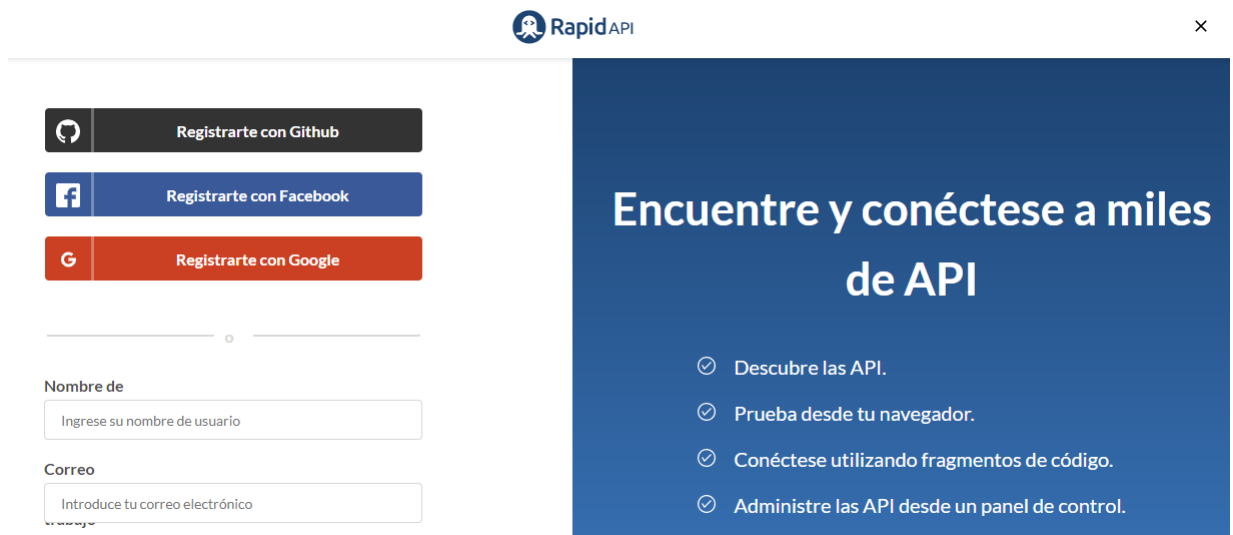 RapidAPI
Registrarte con Github
Registrarte con Facebook
Registrarte con Google
o
Nombre de
Ingrese su nombre de usuario
Correo
Introduce tu correo electrónico
Encuentre y conéctese a miles
de API
Descubre las API.
Prueba desde tu navegador.
Conéctese utilizando fragmentos de código.
Administre las API desde un panel de control.